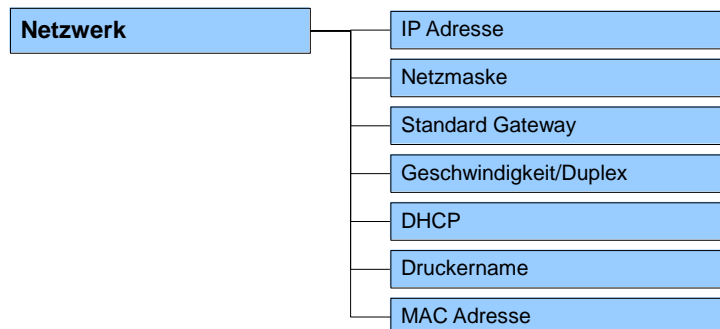 Netzwerk
IP Adresse
Netzmaske
Standard Gateway
Geschwindigkeit/Duplex
DHCP
Druckername
MAC Adresse